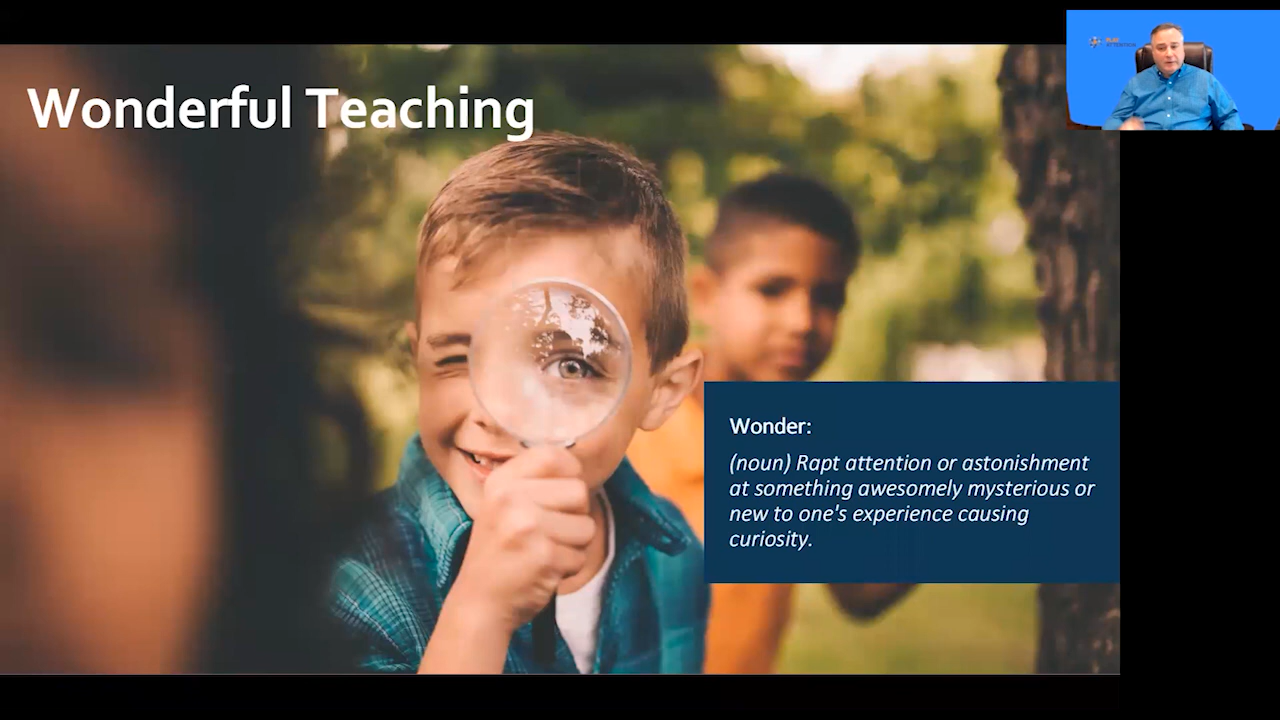 Wonderful Teaching
Wonder:
(noun) Rapt attention or astonishment
at something awesomely mysterious or
new to one's experience causing
curiosity.